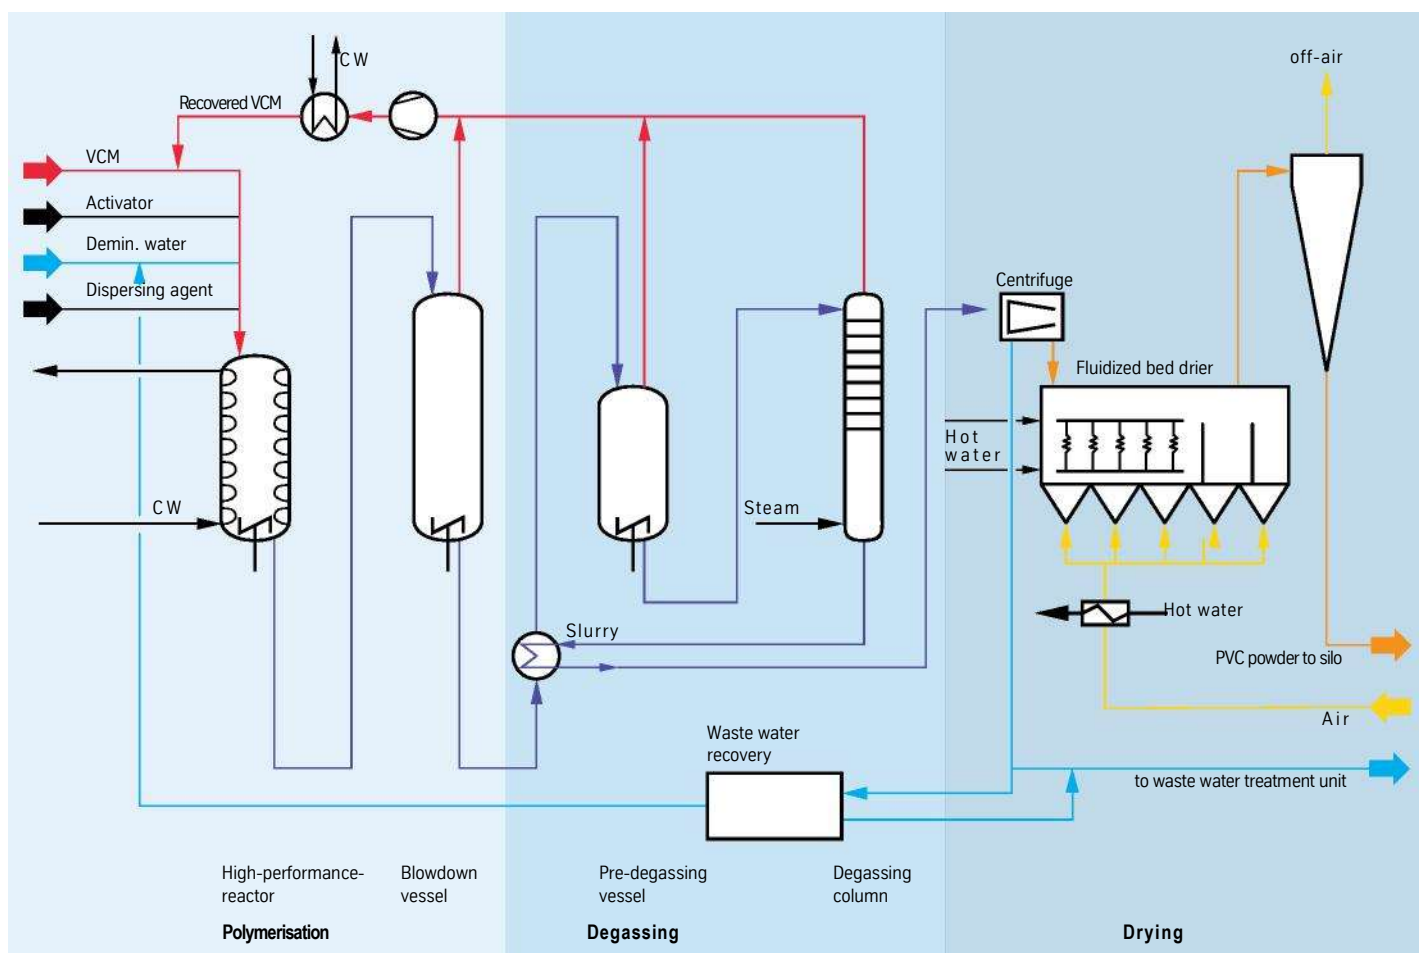 off-air
CW
Recovered VCM
VCM
Activator
Demin. water
Dispersing agent
Centrifuge
Fluidized bed drier
Hot
water
CW
Steam
Hot water
Slurry
PVC powder to silo
Air
Waste water
recovery
to waste water treatment unit
High-performance-
reactor
Blowdown
vessel
Pre-degassing
vessel
Degassing
column
Polymerisation
Degassing
Drying